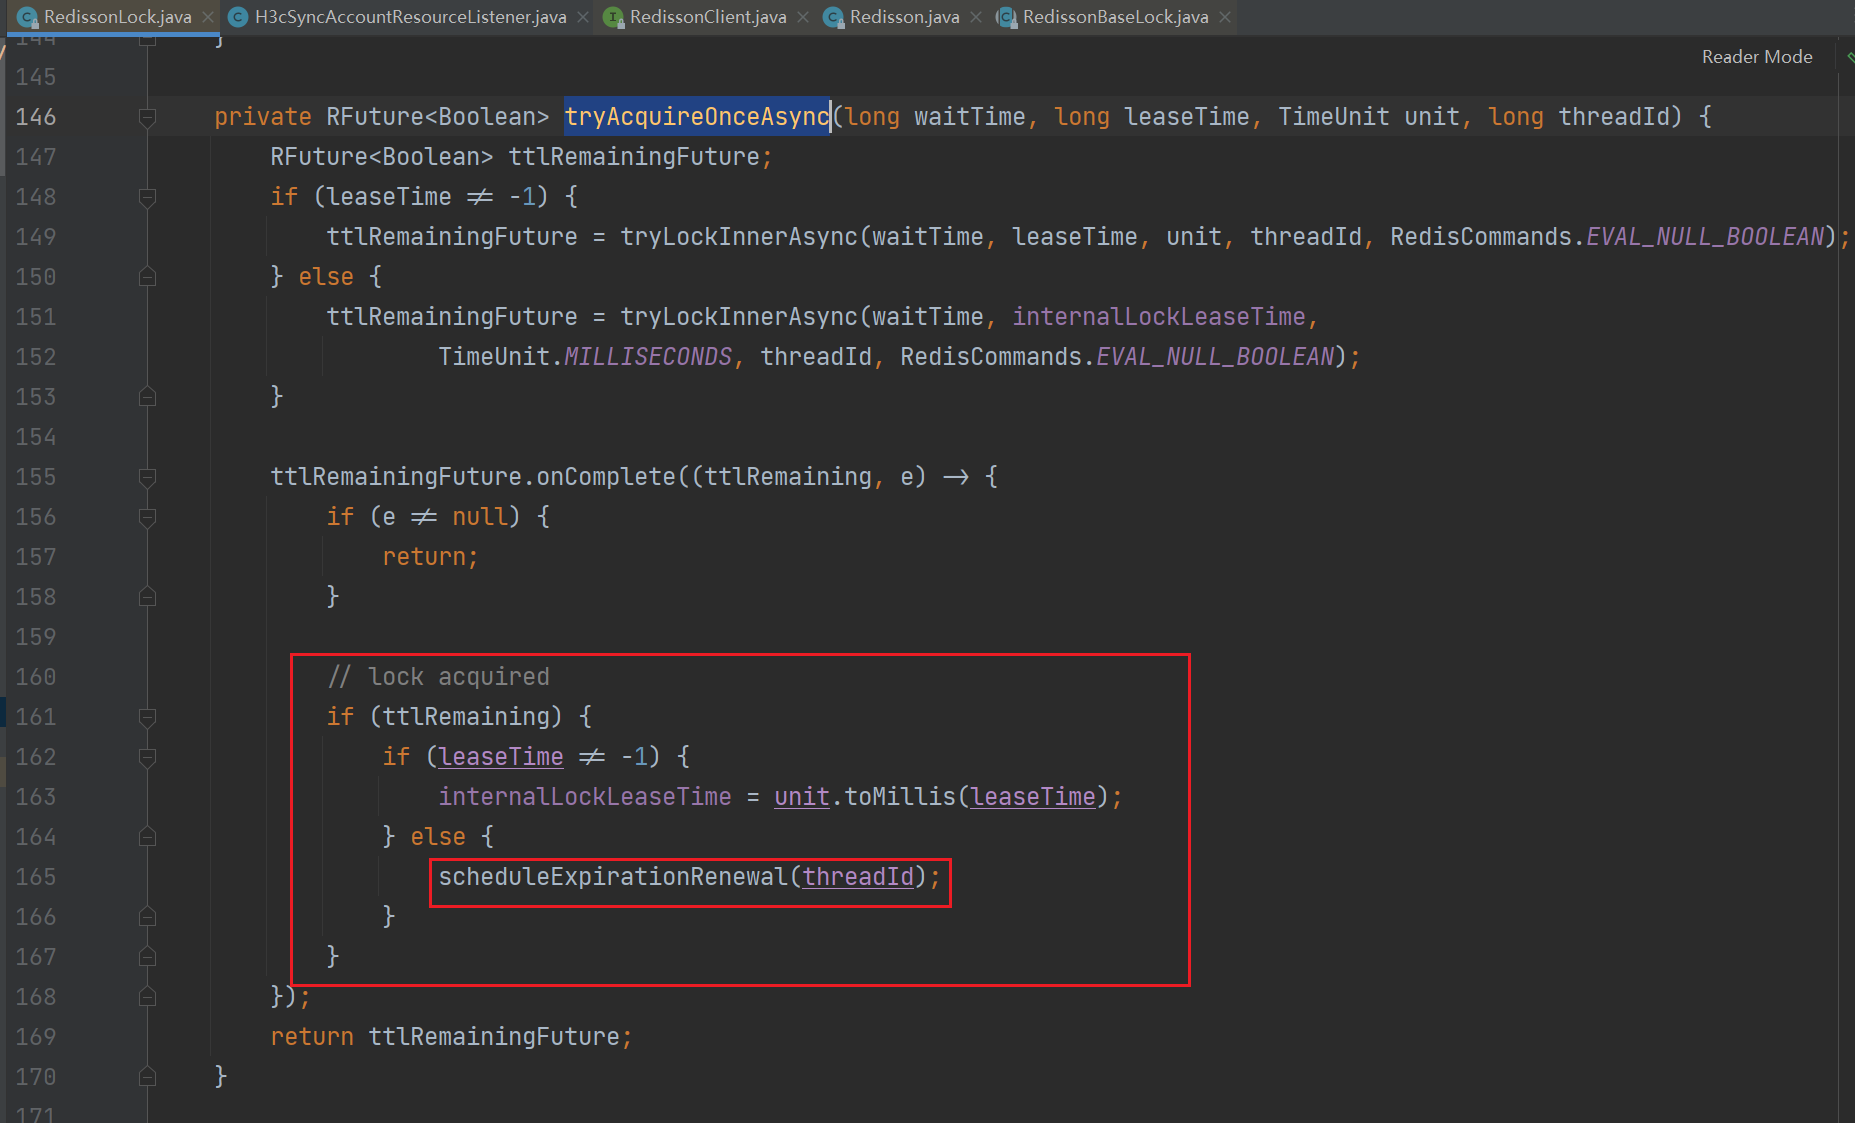 RedissonLock.java H3cSyncAccountResourceListener.java RedissonClient.java Redisson.java RedissonBaseLock.java
144 }
Reader Mode
145
146 private RFuture<Boolean> tryAcquireOnceAsync(long waitTime, long leaseTime, TimeUnit unit, long threadId) {
147 RFuture<Boolean> ttlRemainingFuture;
148 if (leaseTime ≠ -1) {
149 ttlRemainingFuture = tryLockInnerAsync(waitTime, leaseTime, unit, threadId, RedisCommands.EVAL_NULL_BOOLEAN);
150 } else {
151 ttlRemainingFuture = tryLockInnerAsync(waitTime, internalLockLeaseTime,
152 TimeUnit.MILLISECONDS, threadId, RedisCommands.EVAL_NULL_BOOLEAN);
153 }
154
155 ttlRemainingFuture.onComplete((ttlRemaining, e) → {
156 if (e ≠ null) {
157 return;
158 }
159
160 // lock acquired
161 if (ttlRemaining) {
162 if (leaseTime ≠ -1) {
163 internalLockLeaseTime = unit.toMillis(leaseTime);
164 } else {
165 scheduleExpirationRenewal(threadId);
166 }
167 }
168 });
169 return ttlRemainingFuture;
170 }
171